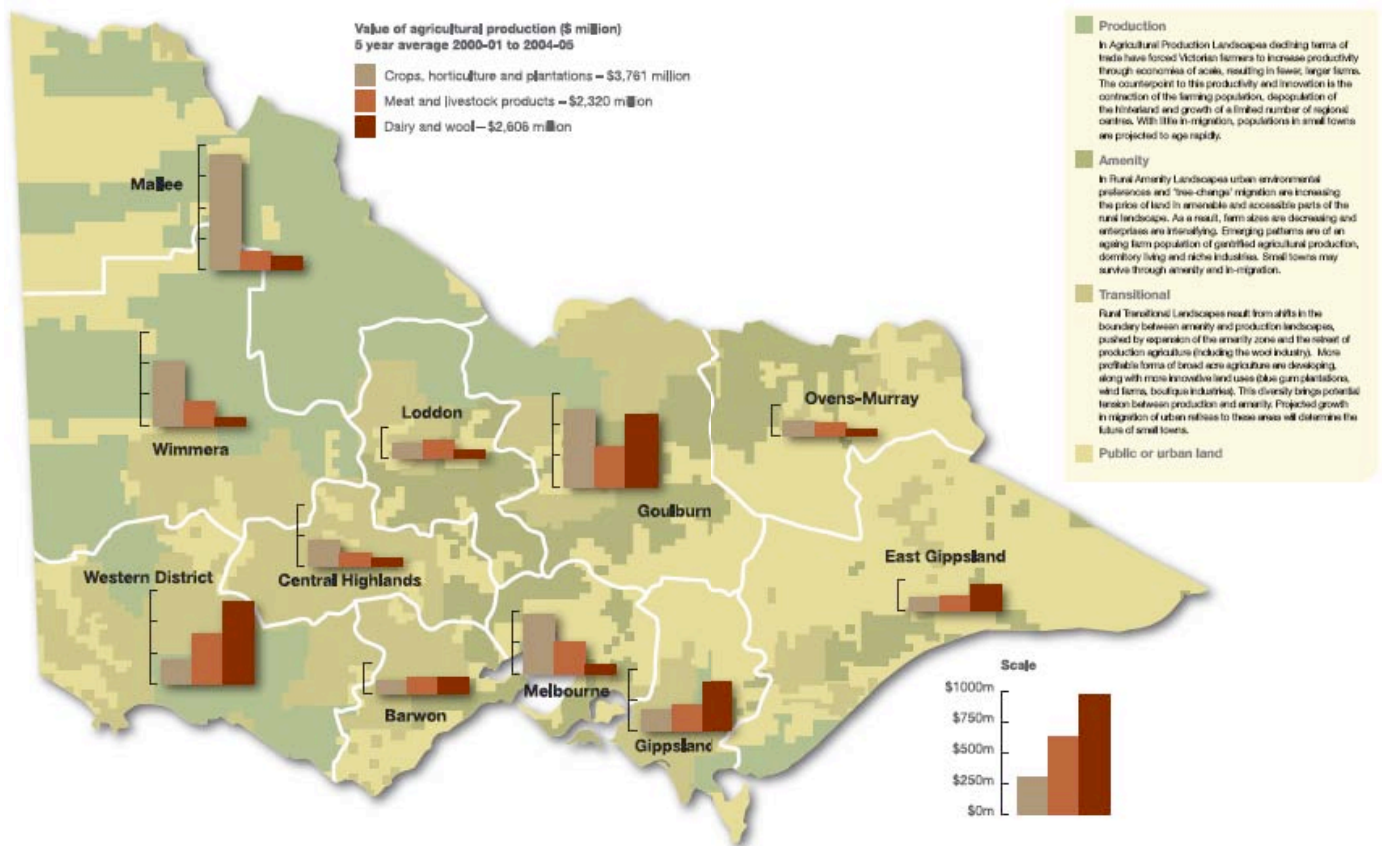 Value of agricultural production ($ million)
5 year average 2000-01 to 2004-05
Crops, horticulture and plantations – $3,761 million
Meat and livestock products – $2,320 million
Dairy and wool – $2,606 million
Production
In Agricultural Production Landscapes declining terms of
trade have forced Victorian farmers to increase productivity
through economies of scale, resulting in fewer, larger farms.
The counterpoint to this productivity and innovation is the
contraction of the farming population, depopulation of
the hinterland and growth of a limited number of regional
centres. With little in-migration, populations in small towns
are projected to age rapidly.
Amenity
In Rural Amenity Landscapes urban environmental
preferences and 'tree-change' migration are increasing
the price of land in amenable and accessible parts of the
rural landscape. As a result, farm sizes are decreasing and
enterprises are intensifying. Emerging patterns are of an
ageing farm population of gentrified agricultural production,
dormitory living and niche industries. Small towns may
survive through amenity and in-migration.
Transitional
Rural Transitional Landscapes result from shifts in the
boundary between amenity and production landscapes,
pushed by expansion of the amenity zone and the retreat of
production agriculture (including the wool industry). More
profitable forms of broad acre agriculture are developing,
along with more innovative land uses (blue gum plantations,
wind farms, boutique industries). This diversity brings potential
tension between production and amenity. Projected growth
in migration of urban retirees to these areas will determine the
future of small towns.
Public or urban land
Mallee
Wimmera
Loddon
Ovens-Murray
Goulburn
East Gippsland
Western District
Central Highlands
Barwon
Melbourne
Gippsland
Scale
$1000m
$750m
$500m
$250m
$0m